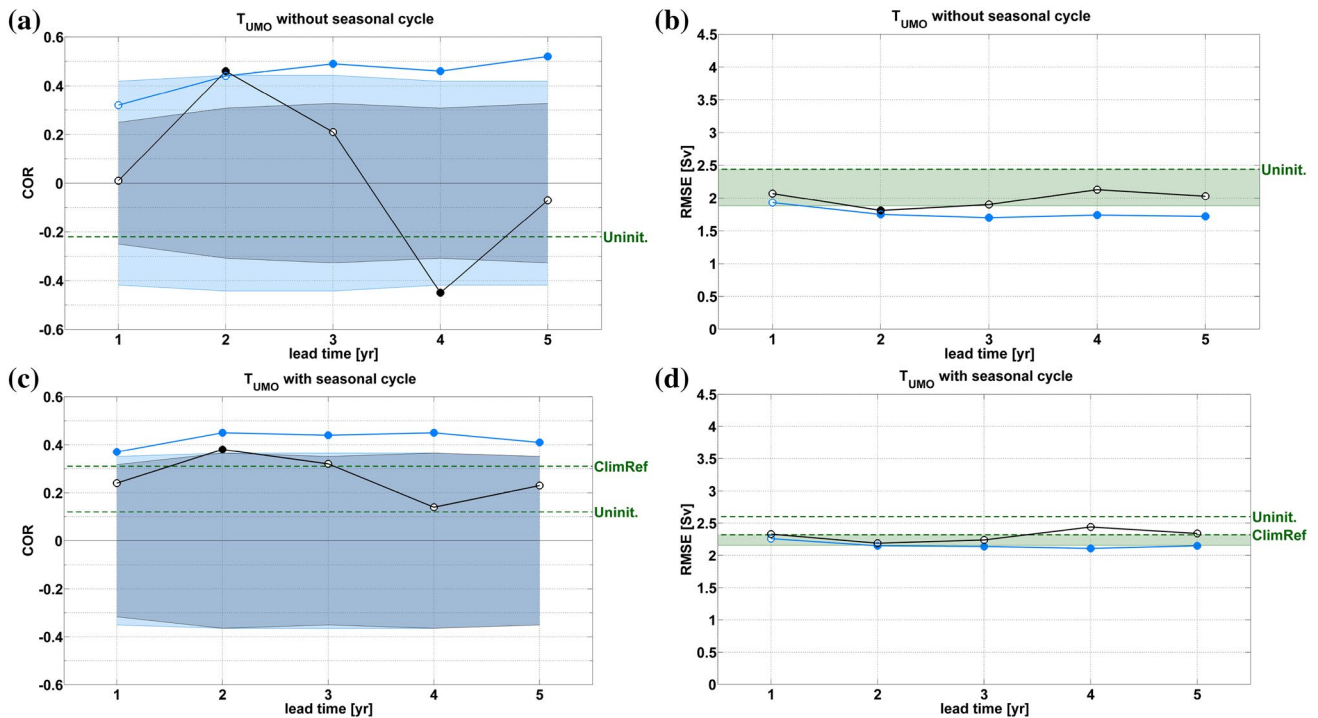 (a)
T_UMO without seasonal cycle
COR
0.6
0.4
0.2
0
-0.2
-0.4
-0.6
Uninit.
1 2 3 4 5
lead time [yr]
(b)
T_UMO without seasonal cycle
RMSE [Sv]
4.5
4
3.5
3
2.5
2
1.5
1
0.5
0
Uninit.
1 2 3 4 5
lead time [yr]
(c)
T_UMO with seasonal cycle
COR
0.6
0.4
0.2
0
-0.2
-0.4
-0.6
ClimRef
Uninit.
1 2 3 4 5
lead time [yr]
(d)
T_UMO with seasonal cycle
RMSE [Sv]
4.5
4
3.5
3
2.5
2
1.5
1
0.5
0
Uninit.
ClimRef
1 2 3 4 5
lead time [yr]